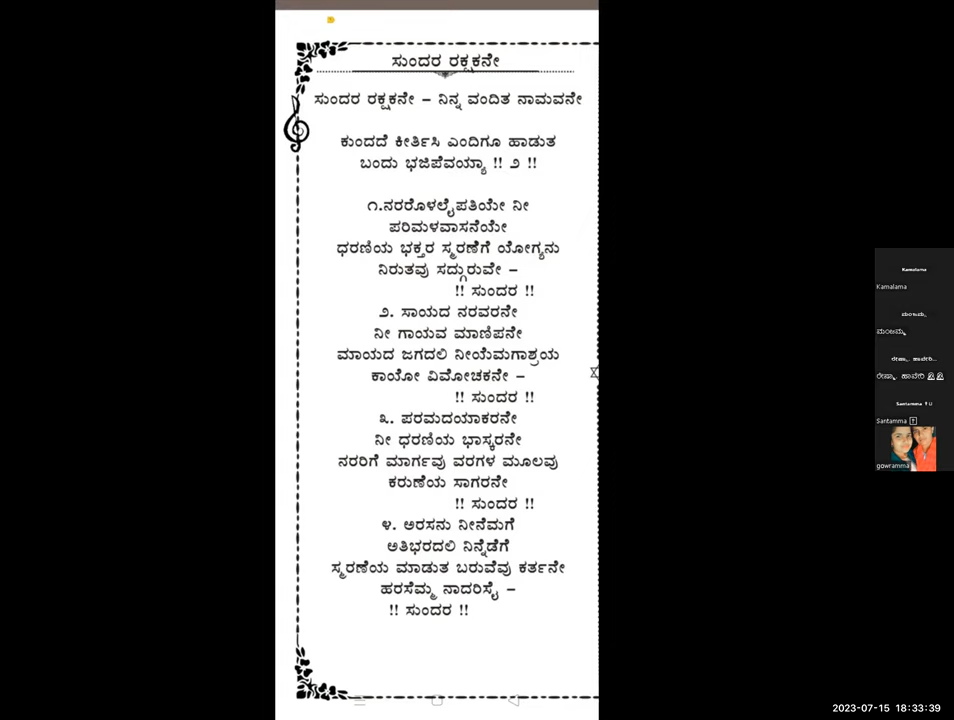 ಸುಂದರ ರಕ್ಷಕನೇ
ಸುಂದರ ರಕ್ಷಕನೇ – ನಿನ್ನ ವಂದಿತ ನಾಮವನೇ
ಕುಂದದೆ ಕೀರ್ತಿಸಿ ಎಂದಿಗೂ ಹಾಡುತ
ಬಂದು ಭಜಿಪೆವಯ್ಯಾ !! ೨ !!
೧.ನರರೊಳಲೈಪತಿಯೇ ನೀ
ಪರಿಮಳವಾಸನೆಯೇ
ಧರಣಿಯ ಭಕ್ತರ ಸ್ಮರಣೆಗೆ ಯೋಗ್ಯನು
ನಿರುತವು ಸದ್ಗುರುವೇ –
!! ಸುಂದರ !!
೨. ಸಾಯದ ನರವರನೇ
ನೀ ಗಾಯವ ಮಾಣಿಪನೇ
ಮಾಯದ ಜಗದಲಿ ನೀಯೆಮಗಾಶ್ರಯ
ಕಾಯೋ ವಿಮೋಚಕನೇ –
!! ಸುಂದರ !!
೩. ಪರಮದಯಾಕರನೇ
ನೀ ಧರಣಿಯ ಭಾಸ್ಕರನೇ
ನರರಿಗೆ ಮಾರ್ಗವು ವರಗಳ ಮೂಲವು
ಕರುಣೆಯ ಸಾಗರನೇ
!! ಸುಂದರ !!
೪. ಅರಸನು ನೀನೆಮಗೆ
ಅತಿಭರದಲಿ ನಿನ್ನೆಡೆಗೆ
ಸ್ಮರಣೆಯ ಮಾಡುತ ಬರುವೆವು ಕರ್ತನೇ
ಹರಸೆಮ್ಮ ನಾದರಿಸೈ –
!! ಸುಂದರ !!
Kamalama
Kamalama
ಮಂಜಮ್ಮ
ಮಂಜಮ್ಮ
ರೇಷ್ಮಾ. ಹಾವೇರಿ...
ರೇಷ್ಮಾ. ಹಾವೇರಿ
Santamma
Santamma
gowramma
2023-07-15 18:33:39